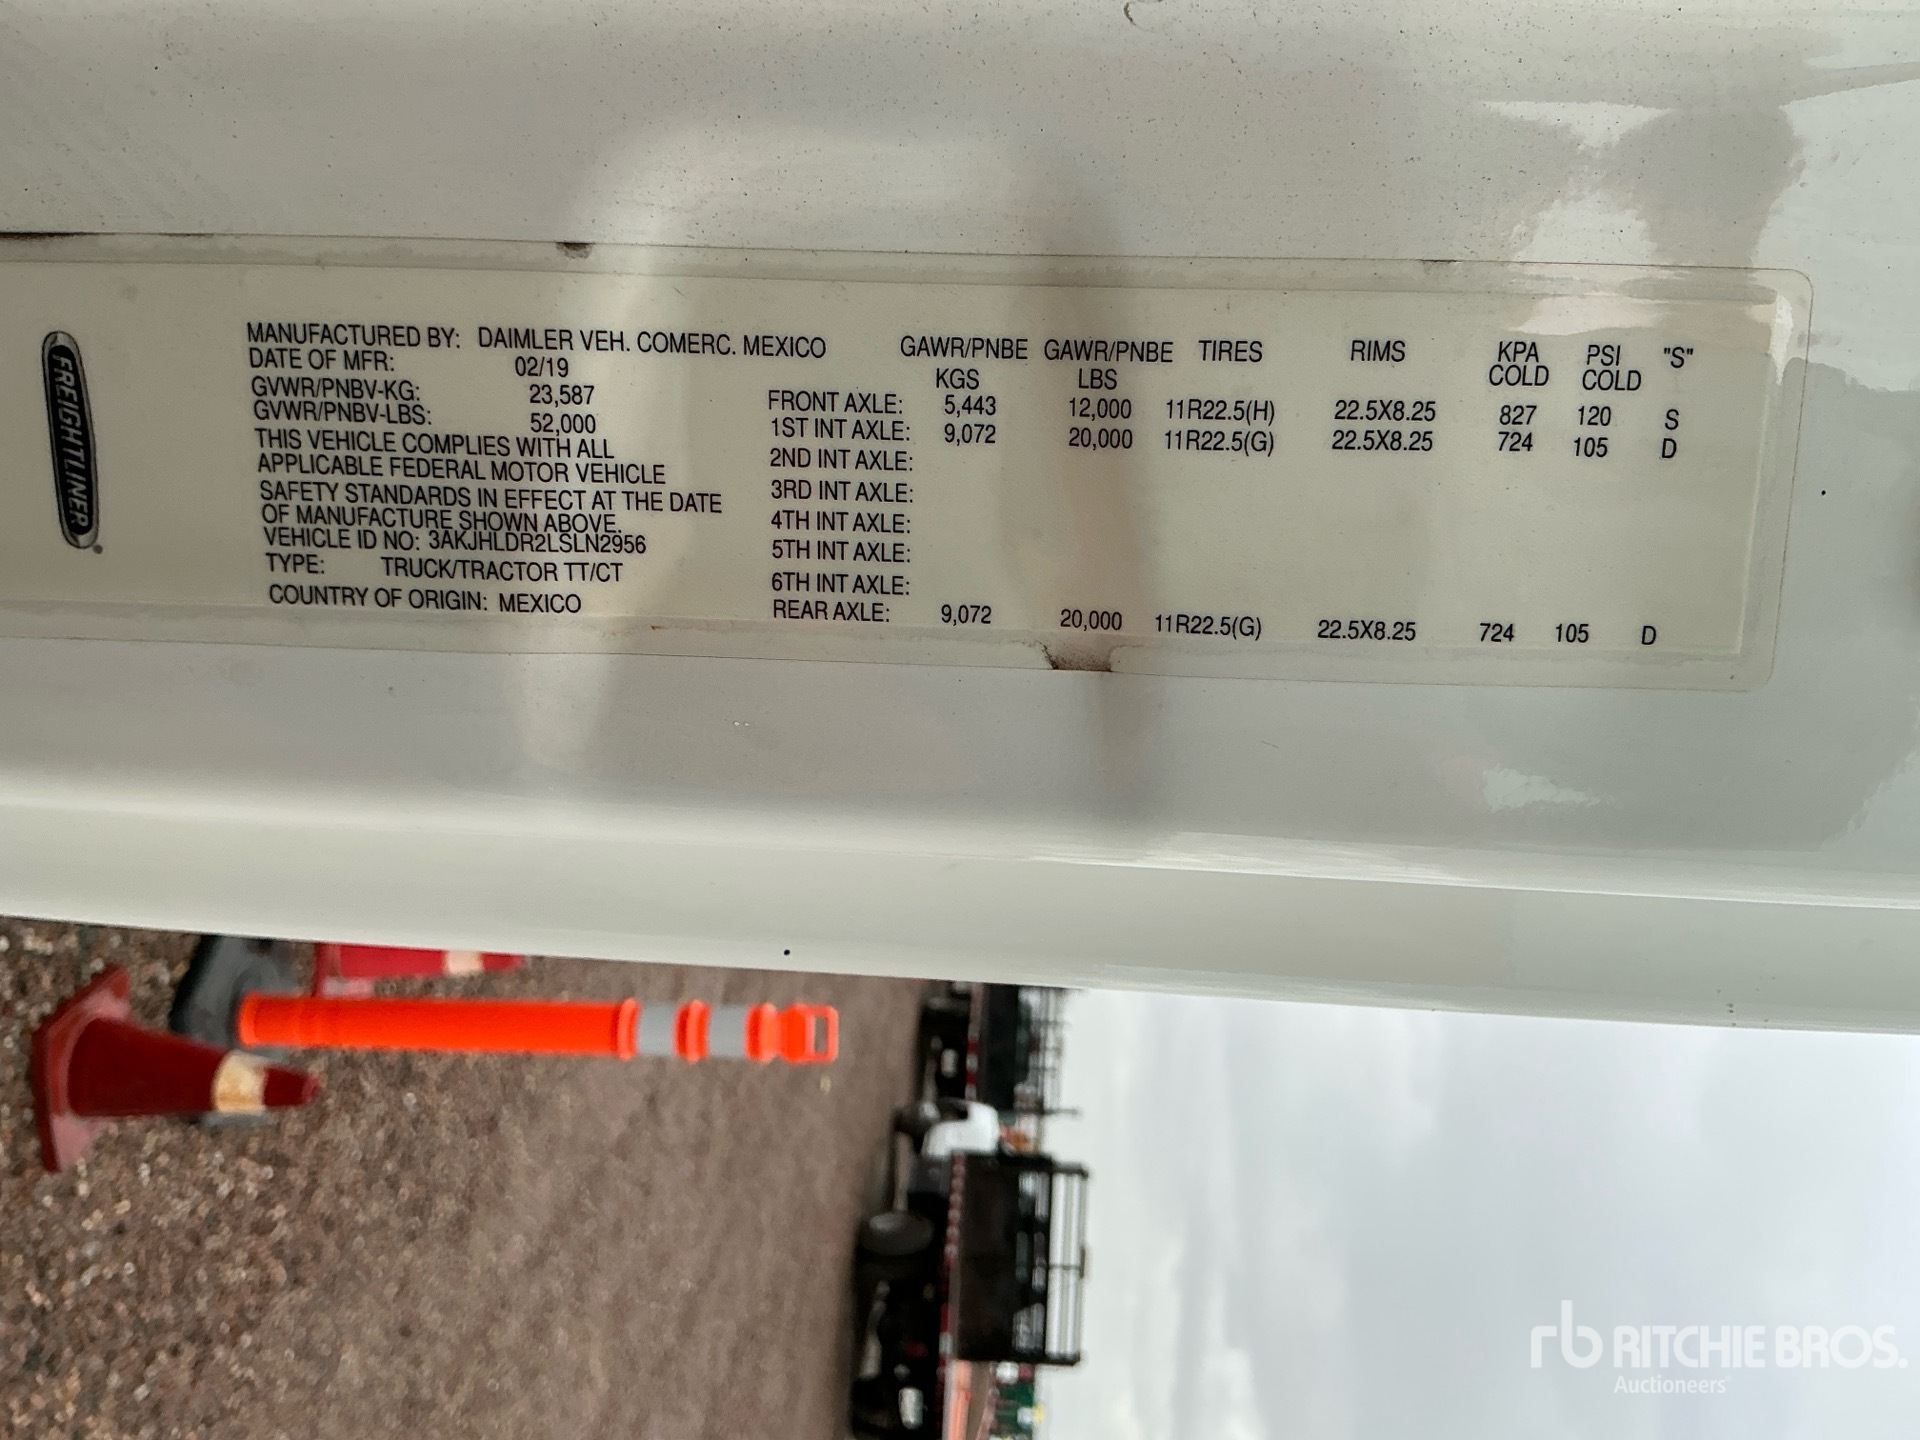 FREIGHTLINER
MANUFACTURED BY: DAIMLER VEH. COMERC. MEXICO
DATE OF MFR: 02/19
GVWR/PNBV-KG: 23,587
GVWR/PNBV-LBS: 52,000
THIS VEHICLE COMPLIES WITH ALL
APPLICABLE FEDERAL MOTOR VEHICLE
SAFETY STANDARDS IN EFFECT AT THE DATE
OF MANUFACTURE SHOWN ABOVE.
VEHICLE ID NO: 3AKJHLDR2LSLN2956
TYPE: TRUCK/TRACTOR TT/CT
COUNTRY OF ORIGIN: MEXICO
GAWR/PNBE GAWR/PNBE TIRES RIMS KPA PSI "S"
KGS LBS COLD COLD
FRONT AXLE: 5,443 12,000 11R22.5(H) 22.5X8.25 827 120 S
1ST INT AXLE: 9,072 20,000 11R22.5(G) 22.5X8.25 724 105 D
2ND INT AXLE:
3RD INT AXLE:
4TH INT AXLE:
5TH INT AXLE:
6TH INT AXLE:
REAR AXLE: 9,072 20,000 11R22.5(G) 22.5X8.25 724 105 D
rb RITCHIE BROS.
Auctioneers